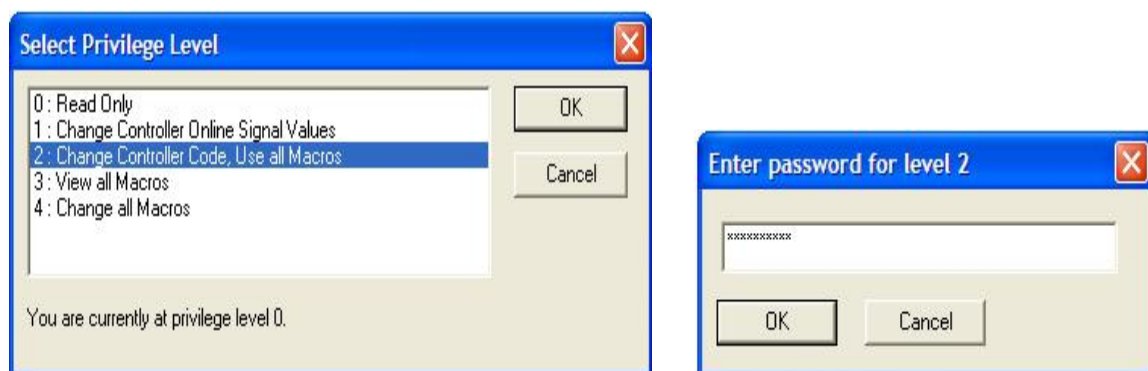 Select Privilege Level
0 : Read Only
1 : Change Controller Online Signal Values
2 : Change Controller Code, Use all Macros
3 : View all Macros
4 : Change all Macros
OK
Cancel
You are currently at privilege level 0.
Enter password for level 2
xxxxxxxxxx
OK
Cancel